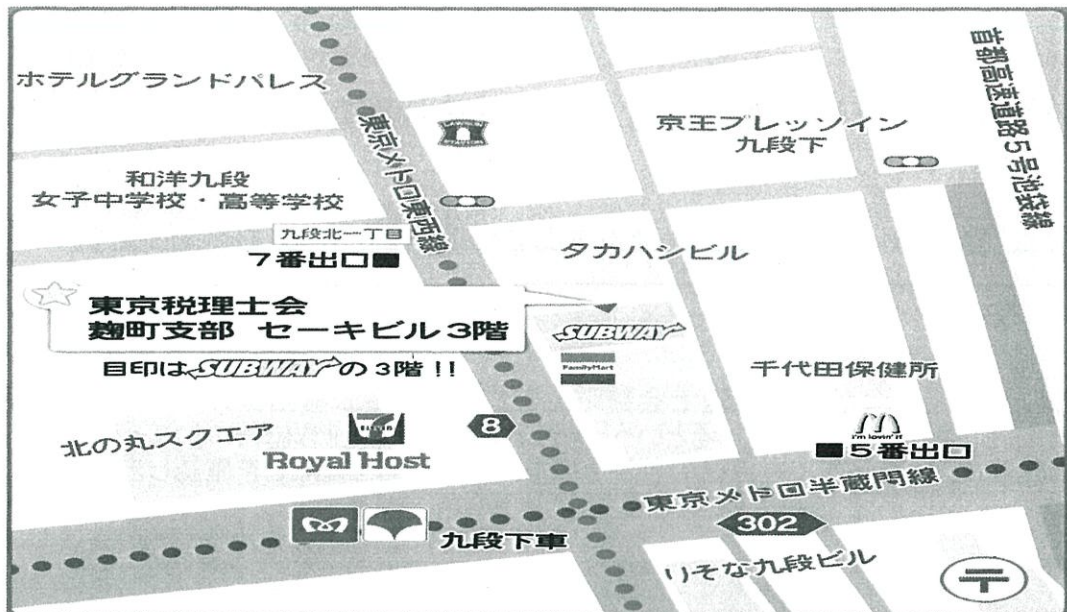 ホテルグランドパレス
東京メトロ東西線
京王プレッソイン
九段下
首都高速道路5号池袋線
和洋九段
女子中学校・高等学校
九段北一丁目
7番出口■
タカハシビル
東京税理士会
麹町支部 セーキビル3階
目印はSUBWAYの3階!!
SUBWAY
FamilyMart
千代田保健所
北の丸スクエア
ELEVEN
Royal Host
8
i'm lovin' it
■5番出口
東京メトロ半蔵門線
302
九段下車
りそな九段ビル
〒